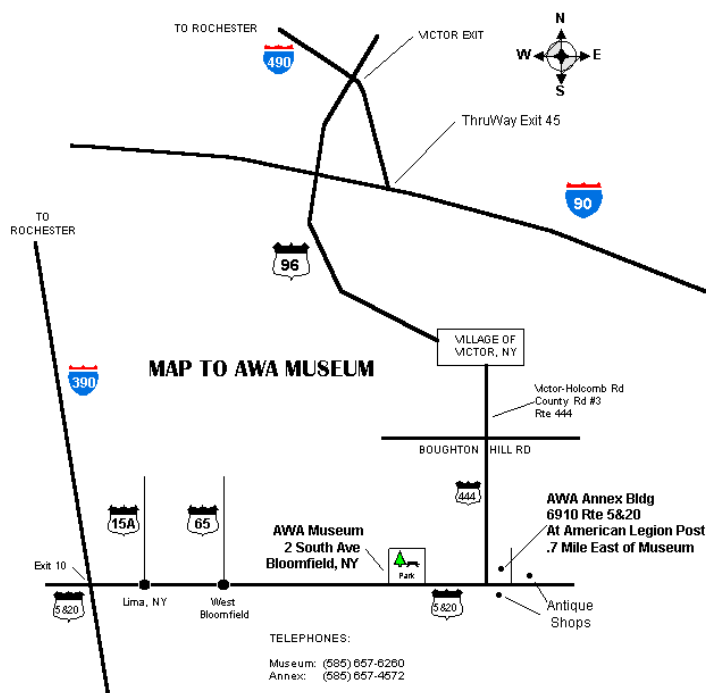 N
TO ROCHESTER
VICTOR EXIT
490
W
E
S
ThruWay Exit 45
90
TO
ROCHESTER
96
VILLAGE OF
VICTOR, NY
MAP TO AWA MUSEUM
390
Victor-Holcomb Rd
County Rd #3
Rte 444
BOUGHTON HILL RD
15A
65
444
AWA Annex Bldg
6910 Rte 5&20
At American Legion Post
.7 Mile East of Museum
AWA Museum
2 South Ave
Bloomfield, NY
Exit 10
Park
5&20
Lima, NY
West
Bloomfield
5&20
Antique
Shops
TELEPHONES:
Museum: (585) 657-6260
Annex: (585) 657-4572